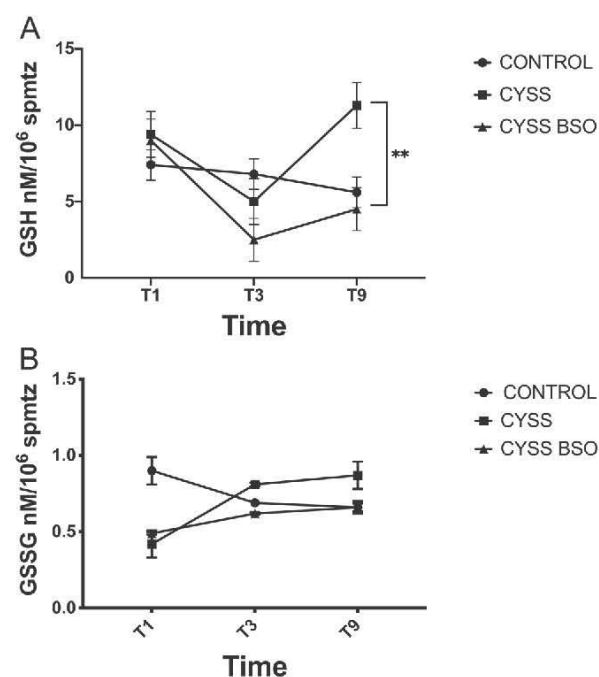 A
GSH nM/10⁶ spmtz
15
10
5
0
T1
T3
T9
Time
**
CONTROL
CYSS
CYSS BSO
B
GSSG nM/10⁶ spmtz
1.5
1.0
0.5
0.0
T1
T3
T9
Time
CONTROL
CYSS
CYSS BSO